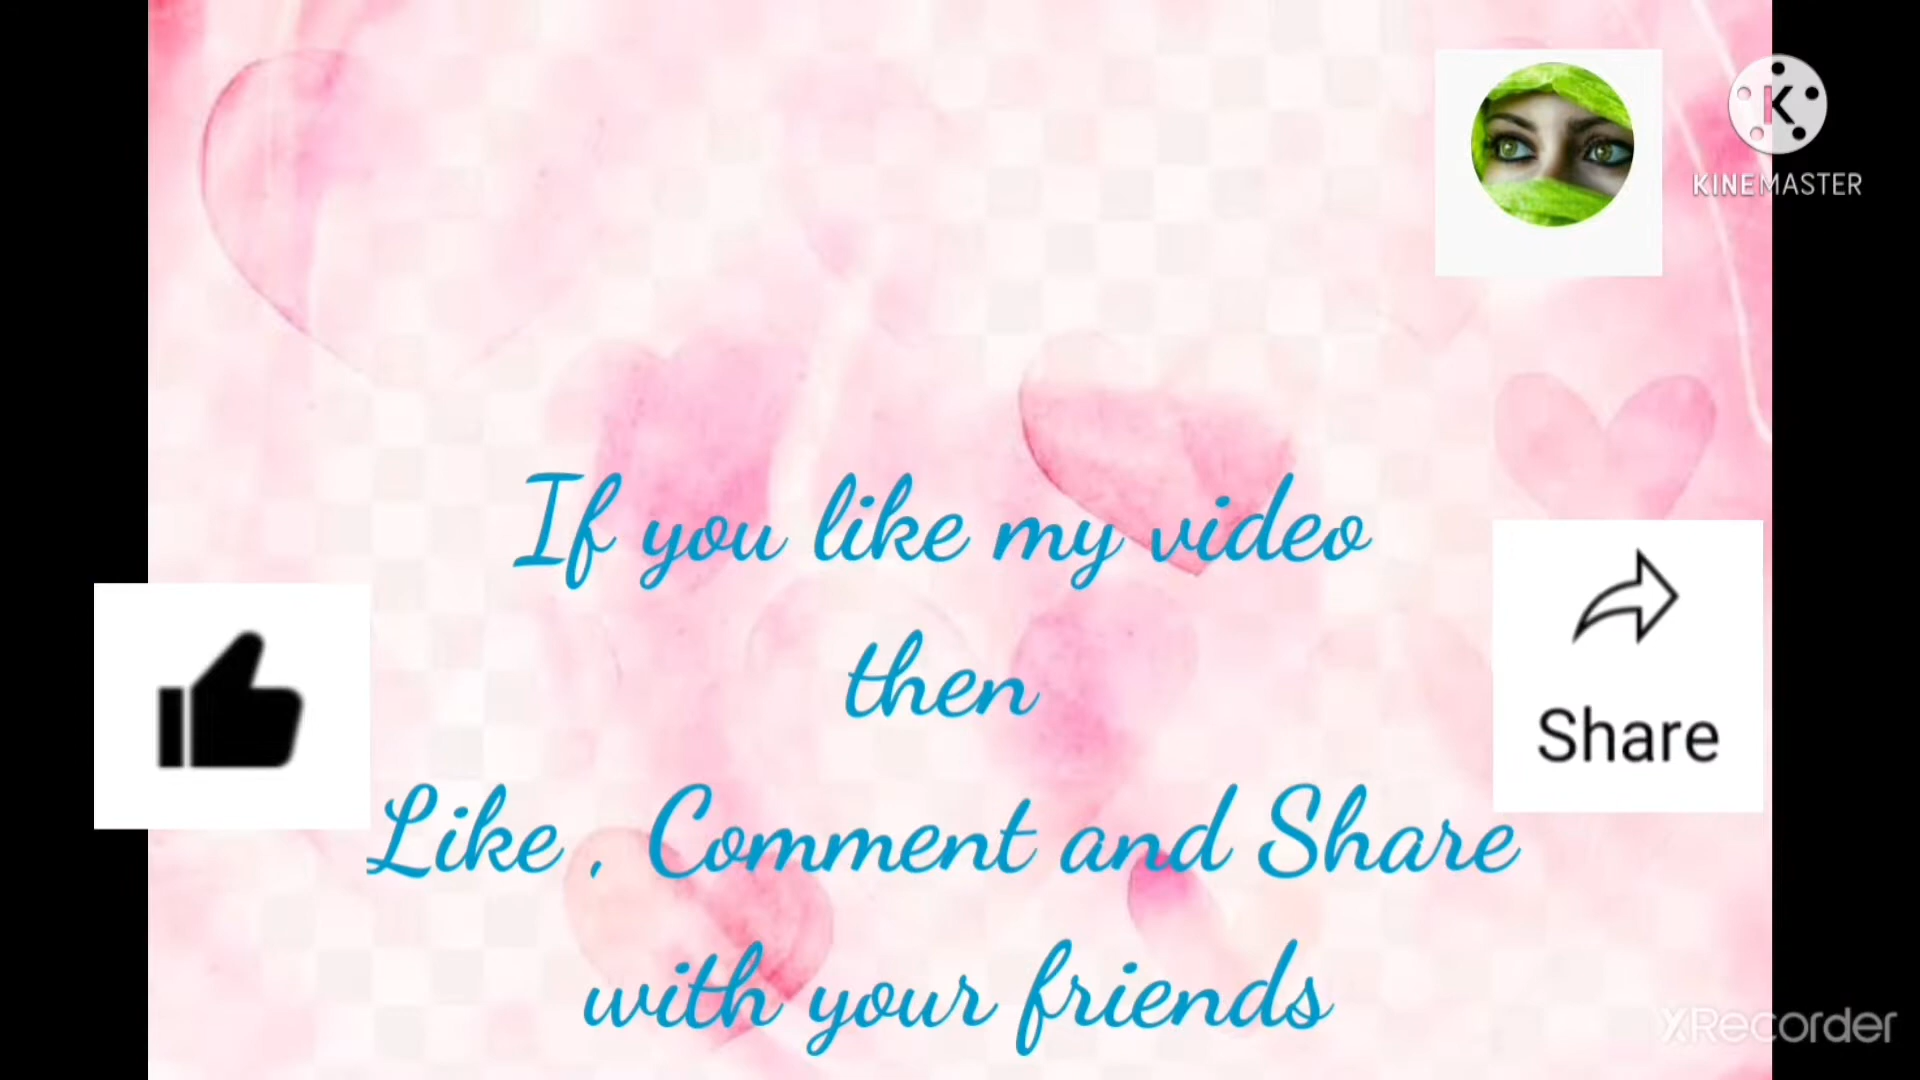 KINEMASTER
If you like my video
then
Share
Like , Comment and Share
with your friends
XRecorder